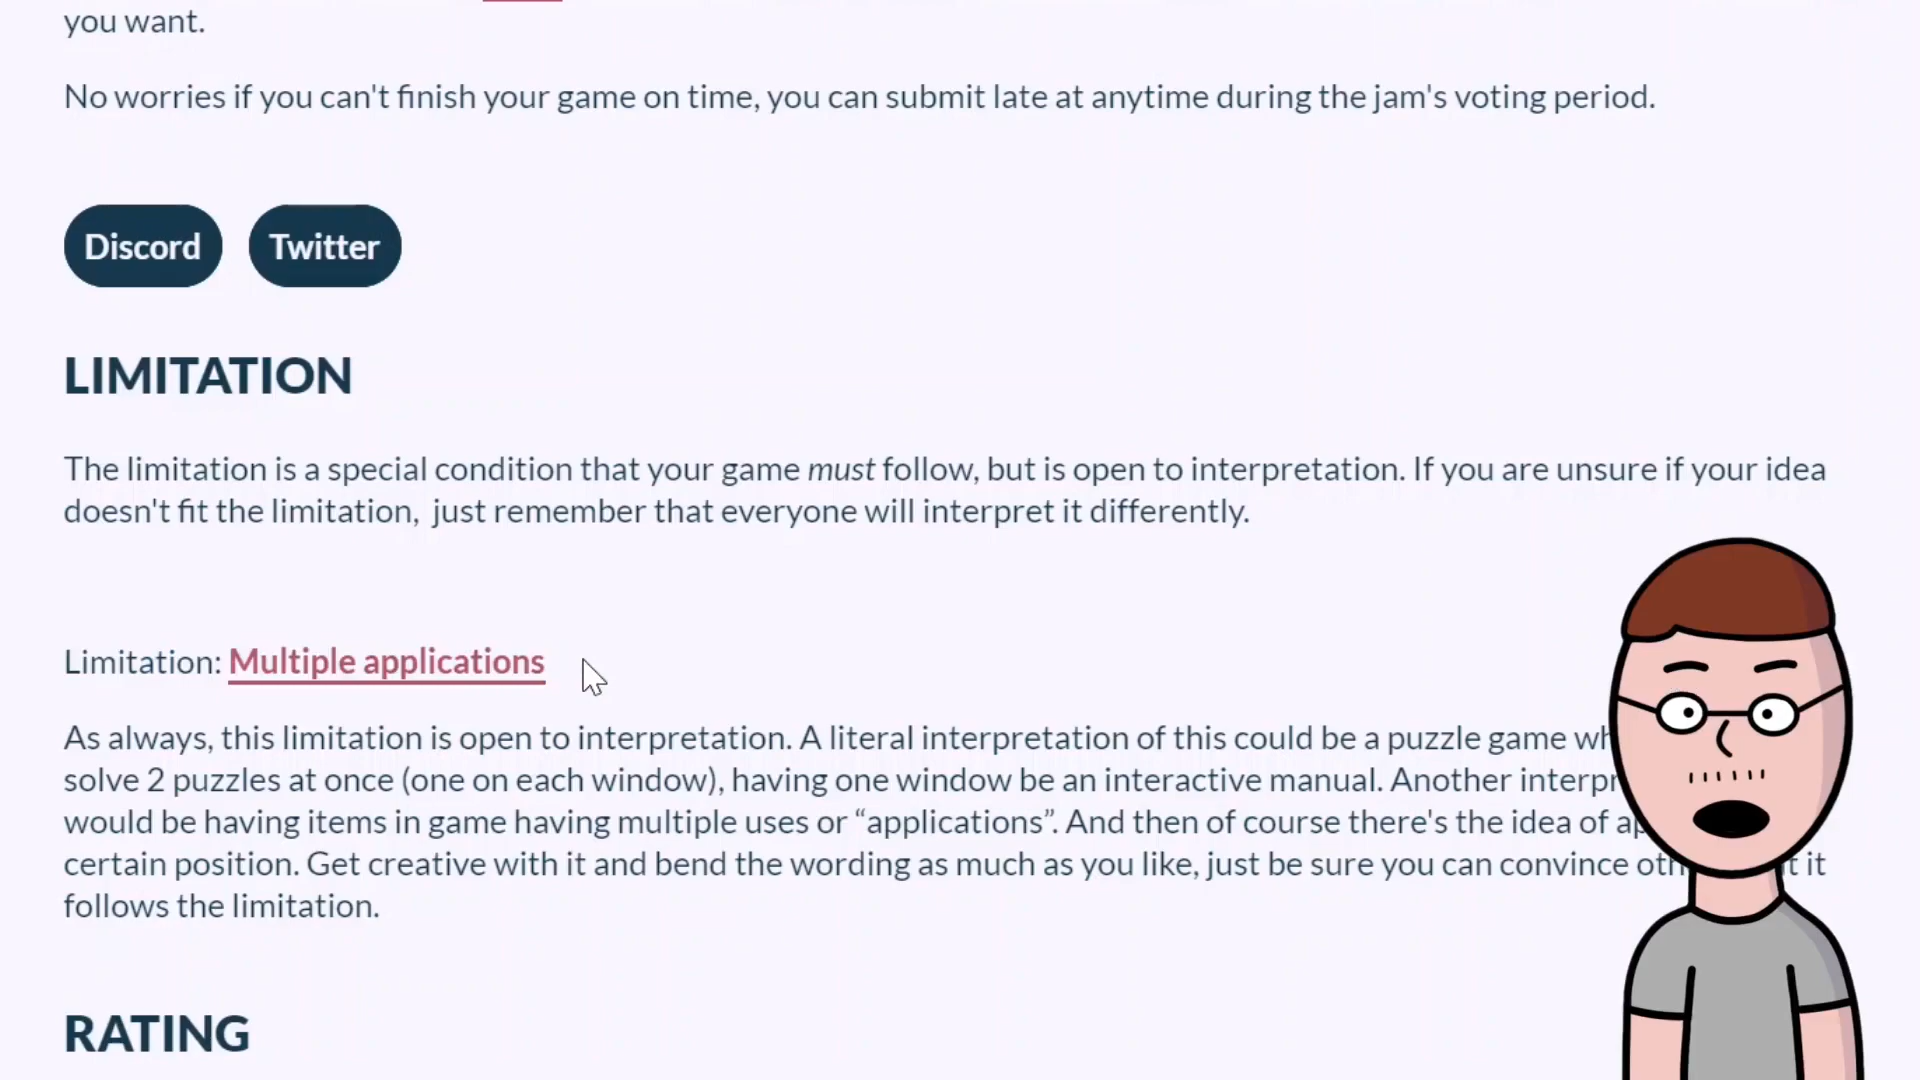 you want.
No worries if you can't finish your game on time, you can submit late at anytime during the jam's voting period.
Discord Twitter
LIMITATION
The limitation is a special condition that your game must follow, but is open to interpretation. If you are unsure if your idea
doesn't fit the limitation, just remember that everyone will interpret it differently.
Limitation: Multiple applications
As always, this limitation is open to interpretation. A literal interpretation of this could be a puzzle game
solve 2 puzzles at once (one on each window), having one window be an interactive manual. Another
would be having items in game having multiple uses or “applications”. And then of course there's the idea of
certain position. Get creative with it and bend the wording as much as you like, just be sure you can convince it
follows the limitation.
RATING